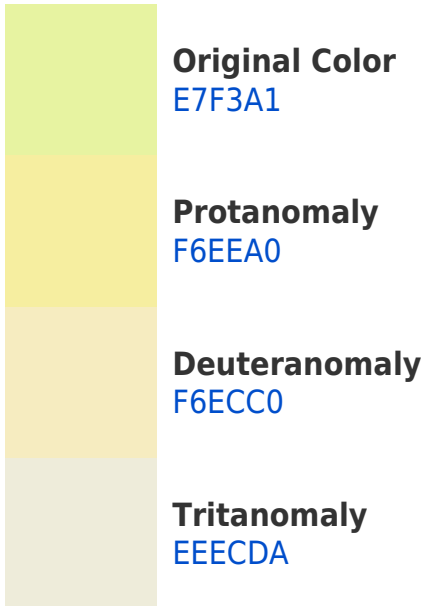 Original Color
E7F3A1
Protanomaly
F6EEA0
Deuteranomaly
F6ECC0
Tritanomaly
EEECDA